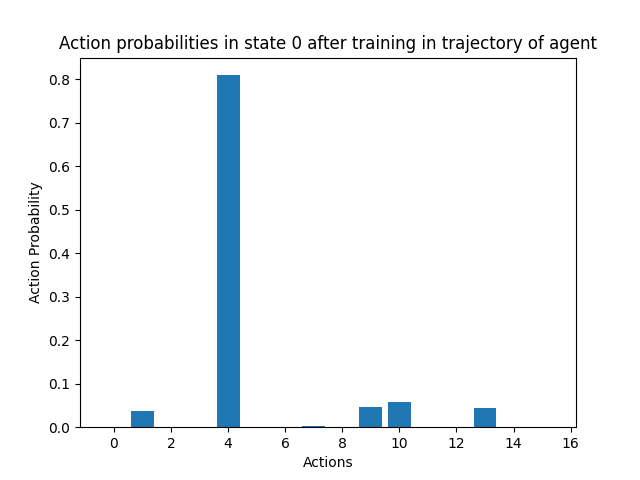 Action probabilities in state 0 after training in trajectory of agent
Action Probability
0.8
0.7
0.6
0.5
0.4
0.3
0.2
0.1
0.0
0 2 4 6 8 10 12 14 16
Actions